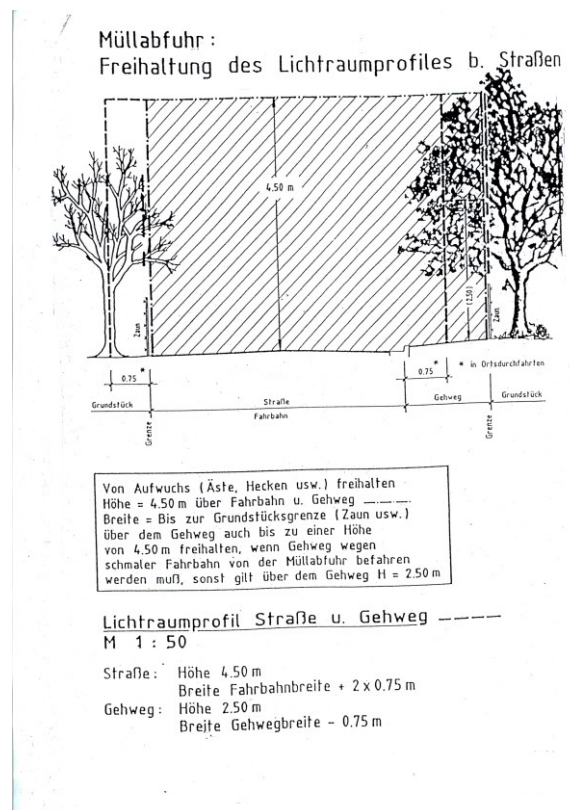 Müllabfuhr:
Freihaltung des Lichtraumprofiles b. Straßen
4.50 m
(2.50)
Zaun
Zaun
0.75 *
0.75 *
* in Ortsdurchfahrten
Grundstück
Straße
Fahrbahn
Gehweg
Grundstück
Grenze
Grenze
Von Aufwuchs (Äste, Hecken usw.) freihalten
Höhe = 4.50 m über Fahrbahn u. Gehweg
Breite = Bis zur Grundstücksgrenze (Zaun usw.)
über dem Gehweg auch bis zu einer Höhe
von 4.50 m freihalten, wenn Gehweg wegen
schmaler Fahrbahn von der Müllabfuhr befahren
werden muß, sonst gilt über dem Gehweg H = 2.50 m
Lichtraumprofil Straße u. Gehweg
M 1 : 50
Straße: Höhe 4.50 m
Breite Fahrbahnbreite + 2 x 0.75 m
Gehweg: Höhe 2.50 m
Breite Gehwegbreite - 0.75 m